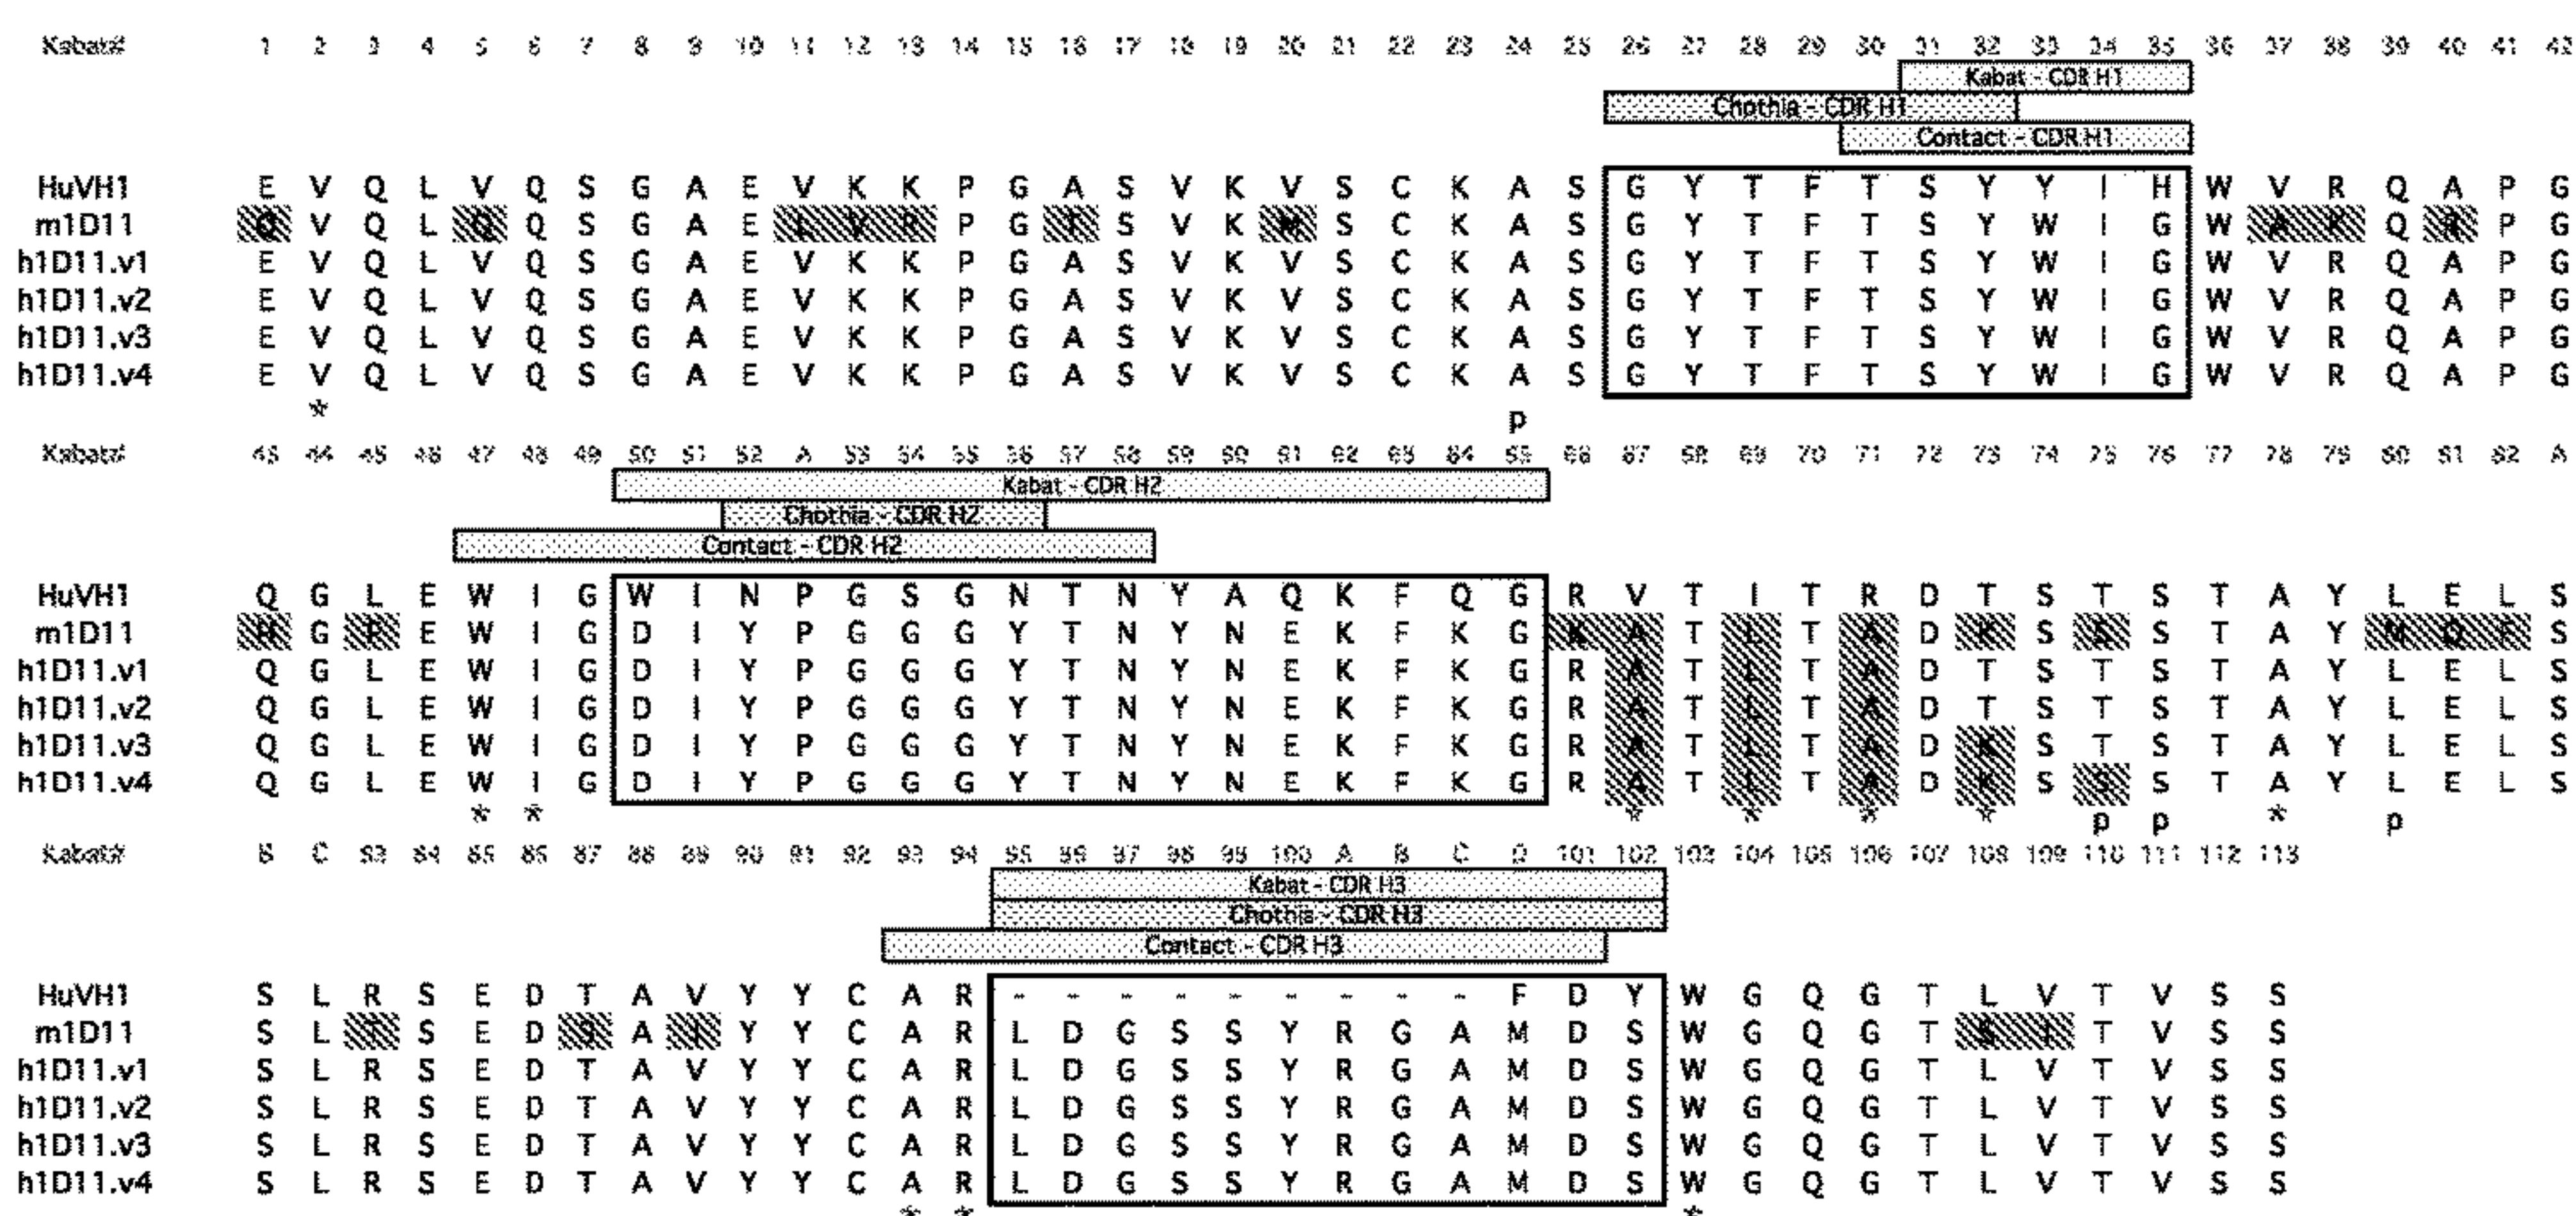 Kabat# 1 2 3 4 5 6 7 8 9 10 11 12 13 14 15 16 17 18 19 20 21 22 23 24 25 26 27 28 29 30 31 32 33 34 35 36 37 38 39 40 41 42
Kabat - CDR H1
Chothia - CDR H1
Contact - CDR H1
HuVH1 E V Q L V Q S G A E V K K P G A S V K V S C K A S G Y T F T S Y Y I H W V R Q A P G
m1D11 Q V Q L Q Q S G A E L V R P G T S V K M S C K A S G Y T F T S Y W I G W A K Q P G
h1D11.v1 E V Q L V Q S G A E V K K P G A S V K V S C K A S G Y T F T S Y W I G W V R Q A P G
h1D11.v2 E V Q L V Q S G A E V K K P G A S V K V S C K A S G Y T F T S Y W I G W V R Q A P G
h1D11.v3 E V Q L V Q S G A E V K K P G A S V K V S C K A S G Y T F T S Y W I G W V R Q A P G
h1D11.v4 E V Q L V Q S G A E V K K P G A S V K V S C K A S G Y T F T S Y W I G W V R Q A P G
* p
Kabat# 43 44 45 46 47 48 49 50 51 52 A 53 54 55 56 57 58 59 60 61 62 63 64 65 66 67 68 69 70 71 72 73 74 75 76 77 78 79 80 81 82 A
Kabat - CDR H2
Chothia - CDR H2
Contact - CDR H2
HuVH1 Q G L E W I G W I N P G S G N T N Y A Q K F Q G R V T I T R D T S T S T A Y L E L S
m1D11 G R E W I G D I Y P G G G Y T N Y N E K F K G K A T L T A D K S S S T A Y M Q F S
h1D11.v1 Q G L E W I G D I Y P G G G Y T N Y N E K F K G R A T L T A D T S T S T A Y L E L S
h1D11.v2 Q G L E W I G D I Y P G G G Y T N Y N E K F K G R A T L T A D T S T S T A Y L E L S
h1D11.v3 Q G L E W I G D I Y P G G G Y T N Y N E K F K G R A T L T A D K S T S T A Y L E L S
h1D11.v4 Q G L E W I G D I Y P G G G Y T N Y N E K F K G R A T L T A D K S S S T A Y L E L S
* * * * * * p p * p
Kabat# B C 83 84 85 86 87 88 89 90 91 92 93 94 95 96 97 98 99 100 A B C D 101 102 103 104 105 106 107 108 109 110 111 112 113
Kabat - CDR H3
Chothia - CDR H3
Contact - CDR H3
HuVH1 S L R S E D T A V Y Y C A R - - - - - - - - - F D Y W G Q G T L V T V S S
m1D11 S L T S E D A I Y Y C A R L D G S S Y R G A M D S W G Q G T S I T V S S
h1D11.v1 S L R S E D T A V Y Y C A R L D G S S Y R G A M D S W G Q G T L V T V S S
h1D11.v2 S L R S E D T A V Y Y C A R L D G S S Y R G A M D S W G Q G T L V T V S S
h1D11.v3 S L R S E D T A V Y Y C A R L D G S S Y R G A M D S W G Q G T L V T V S S
h1D11.v4 S L R S E D T A V Y Y C A R L D G S S Y R G A M D S W G Q G T L V T V S S
* * *